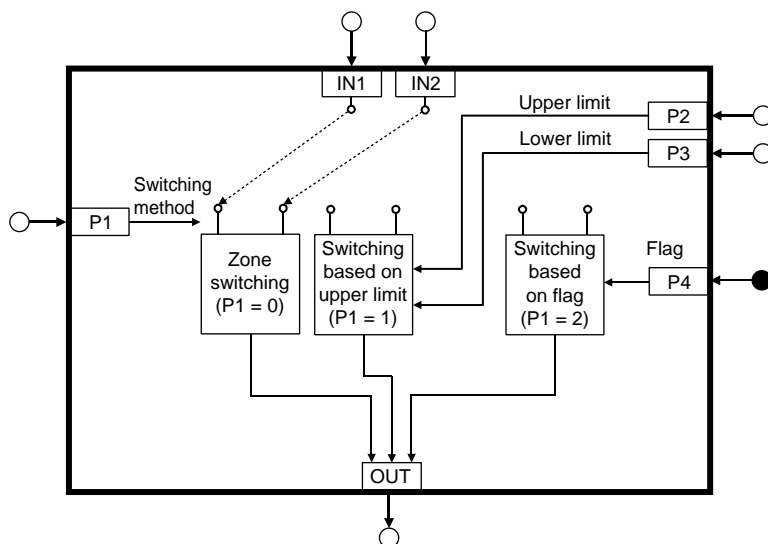 IN1
IN2
Upper limit
P2
Lower limit
P3
Switching
method
P1
Zone
switching
(P1 = 0)
Switching
based on
upper limit
(P1 = 1)
Switching
based
on flag
(P1 = 2)
Flag
P4
OUT